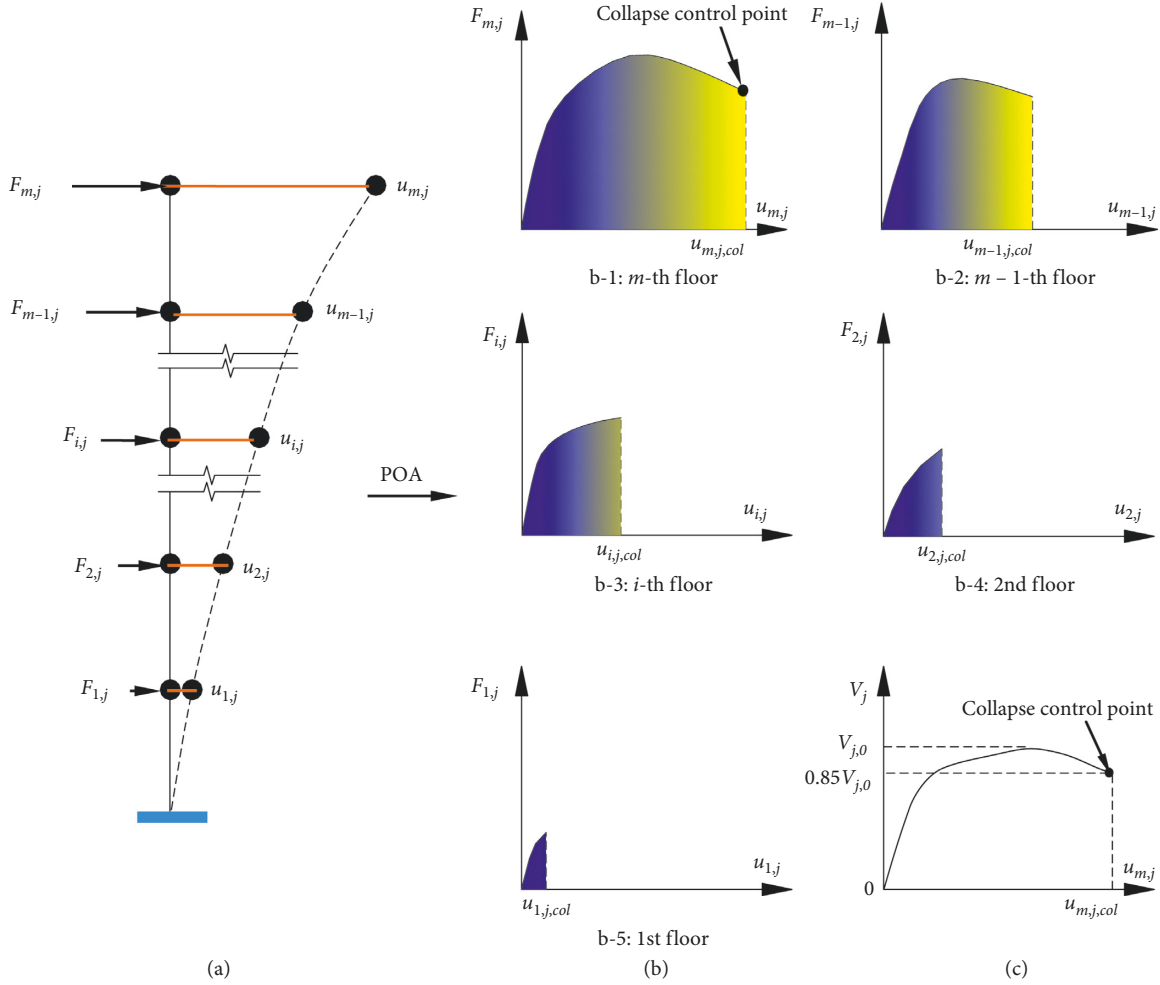 F_{m,j}
u_{m,j}
F_{m–1,j}
u_{m–1,j}
F_{i,j}
u_{i,j}
F_{2,j}
u_{2,j}
F_{1,j}
u_{1,j}
(a)
POA
F_{m,j}
Collapse control point
u_{m,j}
u_{m,j,col}
b-1: m-th floor
F_{m–1,j}
u_{m–1,j}
u_{m–1,j,col}
b-2: m – 1-th floor
F_{i,j}
u_{i,j}
u_{i,j,col}
b-3: i-th floor
F_{2,j}
u_{2,j}
u_{2,j,col}
b-4: 2nd floor
F_{1,j}
u_{1,j}
u_{1,j,col}
b-5: 1st floor
(b)
V_j
Collapse control point
V_{j,0}
0.85V_{j,0}
0
u_{m,j}
u_{m,j,col}
(c)